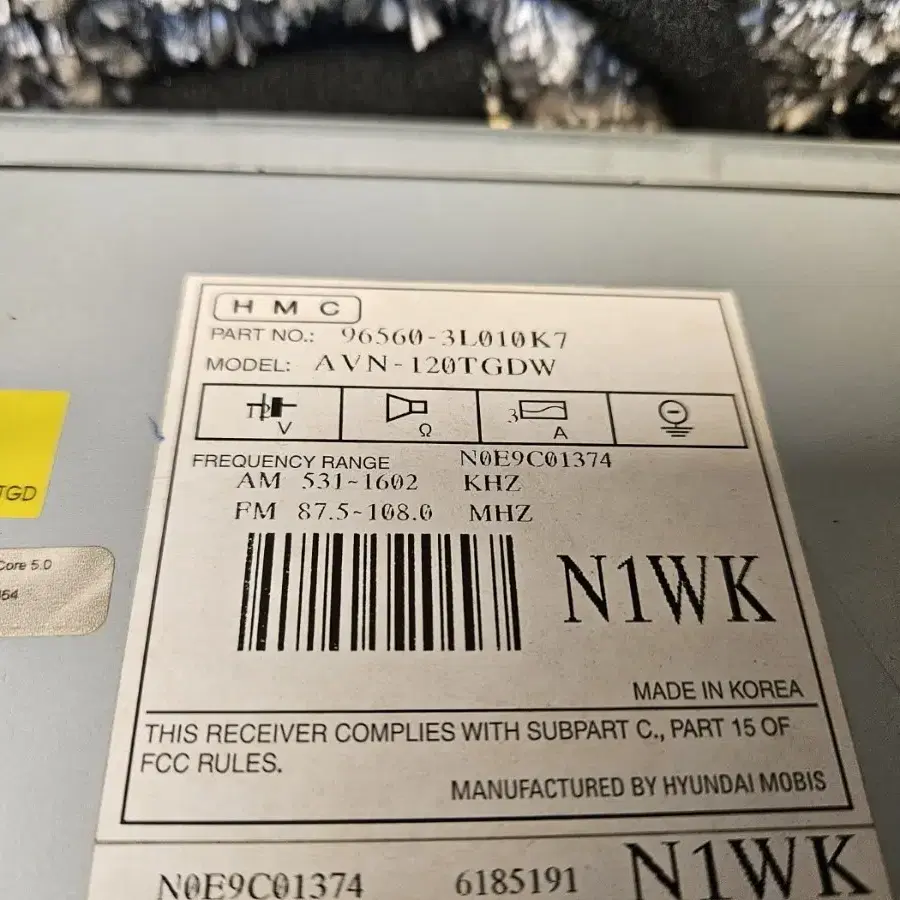 HMC
PART NO.: 96560-3L010K7
MODEL: AVN-120TGDW
12 V
Ω
3 A
FREQUENCY RANGE N0E9C01374
AM 531~1602 KHZ
FM 87.5~108.0 MHZ
TGD
Core 5.0
N1WK
MADE IN KOREA
THIS RECEIVER COMPLIES WITH SUBPART C., PART 15 OF
FCC RULES.
MANUFACTURED BY HYUNDAI MOBIS
N0E9C01374 6185191 N1WK